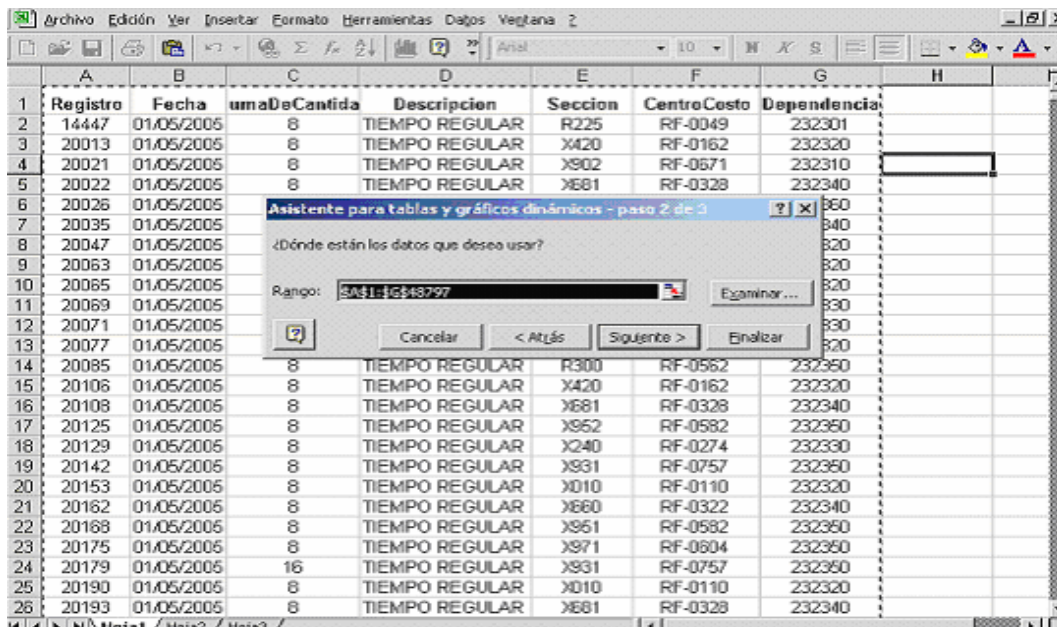 Archivo Edición Ver Insertar Formato Herramientas Datos Ventana ?
Arial 10 N K S
A B C D E F G H
1 Registro Fecha umaDeCantida Descripcion Seccion CentroCosto Dependencia
2 14447 01/05/2005 8 TIEMPO REGULAR R225 RF-0049 232301
3 20013 01/05/2005 8 TIEMPO REGULAR X420 RF-0162 232320
4 20021 01/05/2005 8 TIEMPO REGULAR X902 RF-0671 232310
5 20022 01/05/2005 8 TIEMPO REGULAR X681 RF-0328 232340
6 20026 01/05/2005 360
7 20035 01/05/2005 340
8 20047 01/05/2005 320
9 20063 01/05/2005 320
10 20065 01/05/2005 320
11 20069 01/05/2005 330
12 20071 01/05/2005 330
13 20077 01/05/2005 320
Asistente para tablas y gráficos dinámicos - paso 2 de 3
¿Dónde están los datos que desea usar?
Rango: $A$1:$G$48797 Examinar...
Cancelar < Atrás Siguiente > Finalizar
14 20085 01/05/2005 8 TIEMPO REGULAR R300 RF-0562 232350
15 20106 01/05/2005 8 TIEMPO REGULAR X420 RF-0162 232320
16 20108 01/05/2005 8 TIEMPO REGULAR X681 RF-0328 232340
17 20125 01/05/2005 8 TIEMPO REGULAR X952 RF-0582 232350
18 20129 01/05/2005 8 TIEMPO REGULAR X240 RF-0274 232330
19 20142 01/05/2005 8 TIEMPO REGULAR X931 RF-0757 232350
20 20153 01/05/2005 8 TIEMPO REGULAR X010 RF-0110 232320
21 20162 01/05/2005 8 TIEMPO REGULAR X660 RF-0322 232340
22 20168 01/05/2005 8 TIEMPO REGULAR X951 RF-0582 232350
23 20175 01/05/2005 8 TIEMPO REGULAR X971 RF-0604 232350
24 20179 01/05/2005 16 TIEMPO REGULAR X931 RF-0757 232350
25 20190 01/05/2005 8 TIEMPO REGULAR X010 RF-0110 232320
26 20193 01/05/2005 8 TIEMPO REGULAR X681 RF-0328 232340
Hoja1 Hoja2 Hoja3